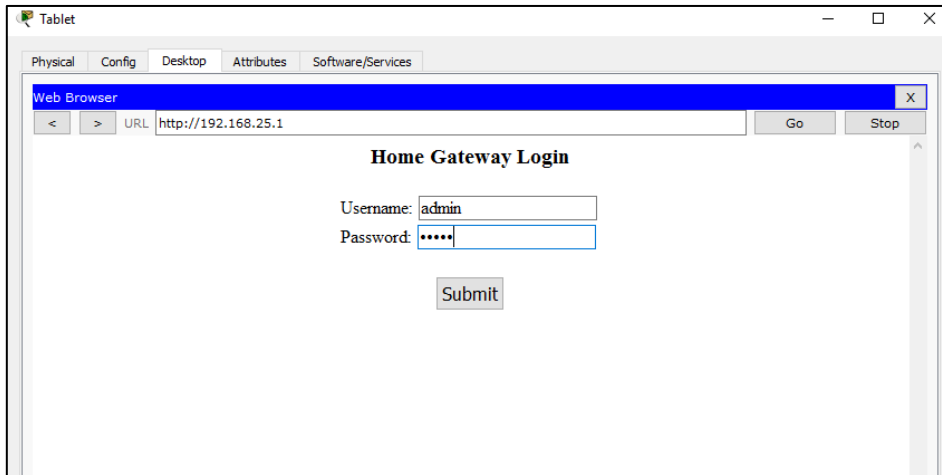 Tablet
Physical Config Desktop Attributes Software/Services
Web Browser X
< > URL http://192.168.25.1 Go Stop
Home Gateway Login
Username: admin
Password: •••••
Submit